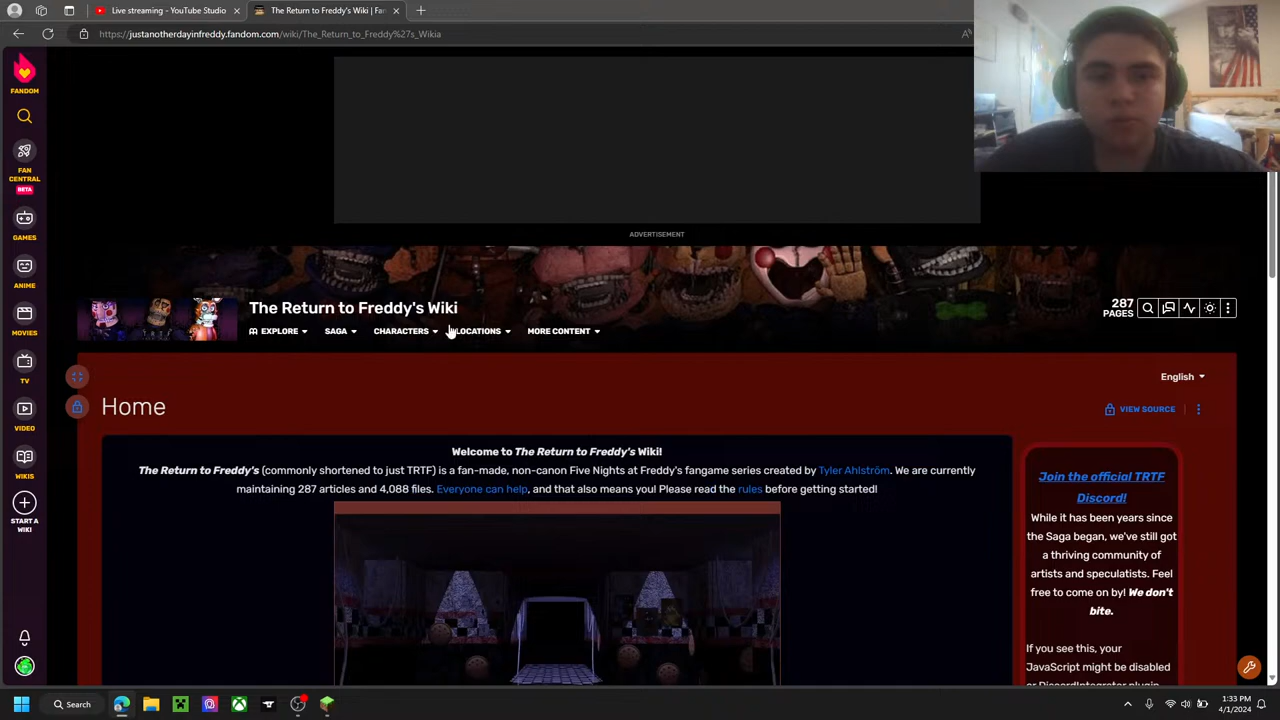 Live streaming - YouTube Studio
The Return to Freddy's Wiki | Fan
https://justanotherdayinfreddy.fandom.com/wiki/The_Return_to_Freddy%27s_Wikia
FANDOM
FAN
CENTRAL
BETA
GAMES
ANIME
MOVIES
TV
VIDEO
WIKIS
START A
WIKI
ADVERTISEMENT
The Return to Freddy's Wiki
EXPLORE
SAGA
CHARACTERS
LOCATIONS
MORE CONTENT
287
PAGES
English
Home
VIEW SOURCE
Welcome to The Return to Freddy's Wiki!
The Return to Freddy's (commonly shortened to just TRTF) is a fan-made, non-canon Five Nights at Freddy's fangame series created by Tyler Ahlström. We are currently
maintaining 287 articles and 4,088 files. Everyone can help, and that also means you! Please read the rules before getting started!
Join the official TRTF
Discord!
While it has been years since
the Saga began, we've still got
a thriving community of
artists and speculatists. Feel
free to come on by! We don't
bite.
If you see this, your
JavaScript might be disabled
or DiscordIntegrator plugin
Search
1:33 PM
4/1/2024